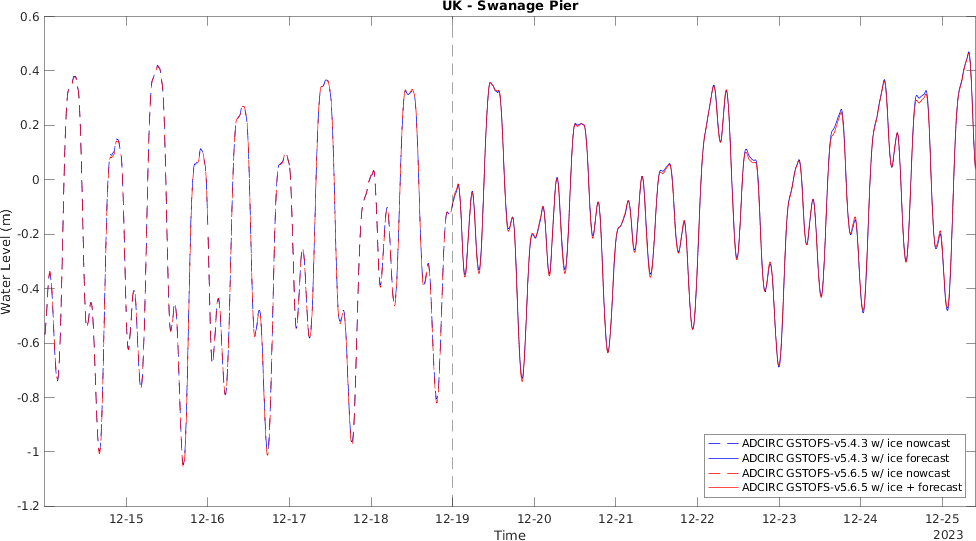 UK - Swanage Pier
0.6
0.4
0.2
0
-0.2
-0.4
-0.6
-0.8
-1
-1.2
Water Level (m)
ADCIRC GSTOFS-v5.4.3 w/ ice nowcast
ADCIRC GSTOFS-v5.4.3 w/ ice forecast
ADCIRC GSTOFS-v5.6.5 w/ ice nowcast
ADCIRC GSTOFS-v5.6.5 w/ ice + forecast
12-15 12-16 12-17 12-18 12-19 12-20 12-21 12-22 12-23 12-24 12-25
Time
2023